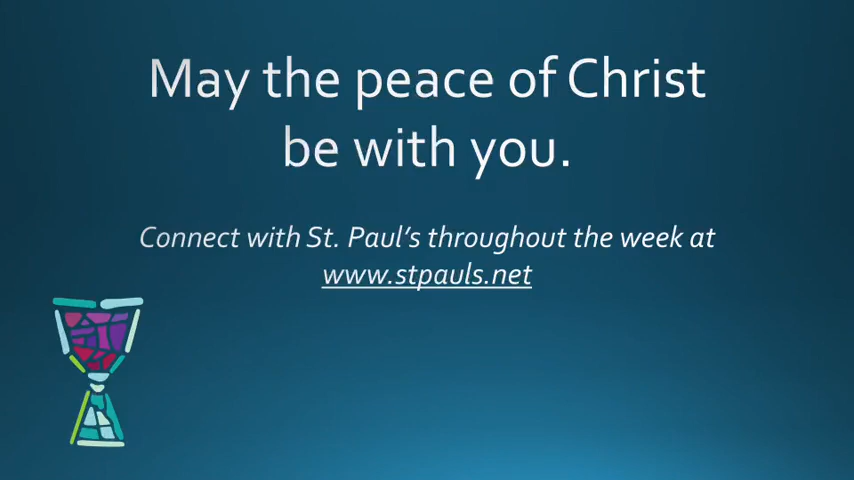 May the peace of Christ
be with you.
Connect with St. Paul's throughout the week at
www.stpauls.net